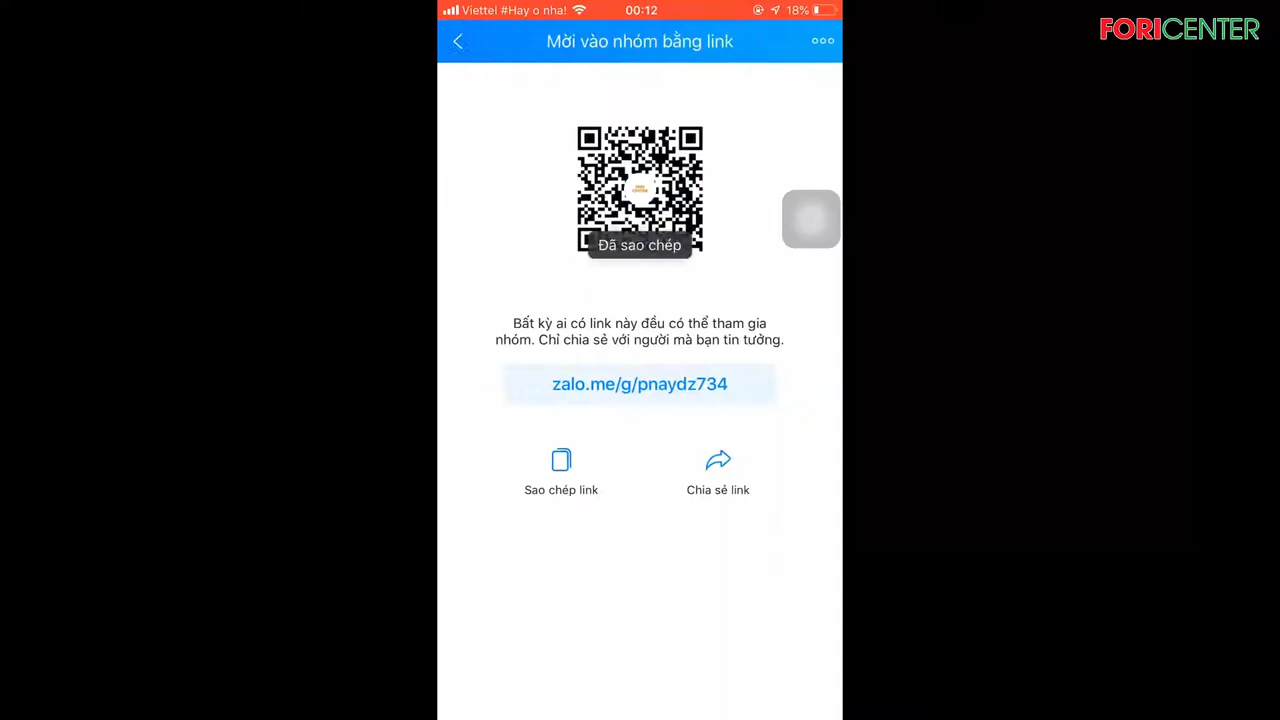 Viettel #Hay o nha! 00:12 18%
FORICENTER
Mời vào nhóm bằng link
Đã sao chép
Bất kỳ ai có link này đều có thể tham gia
nhóm. Chỉ chia sẻ với người mà bạn tin tưởng.
zalo.me/g/pnaydz734
Sao chép link
Chia sẻ link